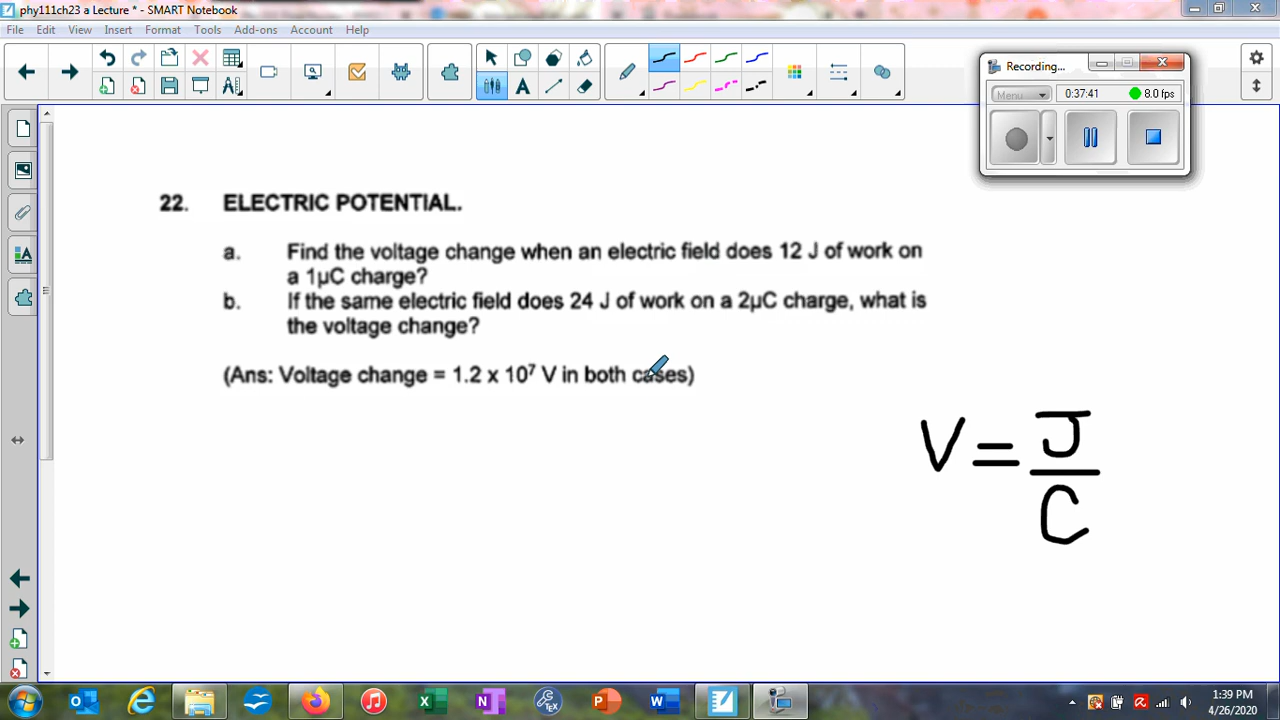 phy111ch23 a Lecture * - SMART Notebook
File Edit View Insert Format Tools Add-ons Account Help
Recording...
Menu 0:37:41 8.0 fps
22. ELECTRIC POTENTIAL.
a. Find the voltage change when an electric field does 12 J of work on
a 1µC charge?
b. If the same electric field does 24 J of work on a 2µC charge, what is
the voltage change?
(Ans: Voltage change = 1.2 x 10⁷ V in both cases)
V = J
C
1:39 PM
4/26/2020